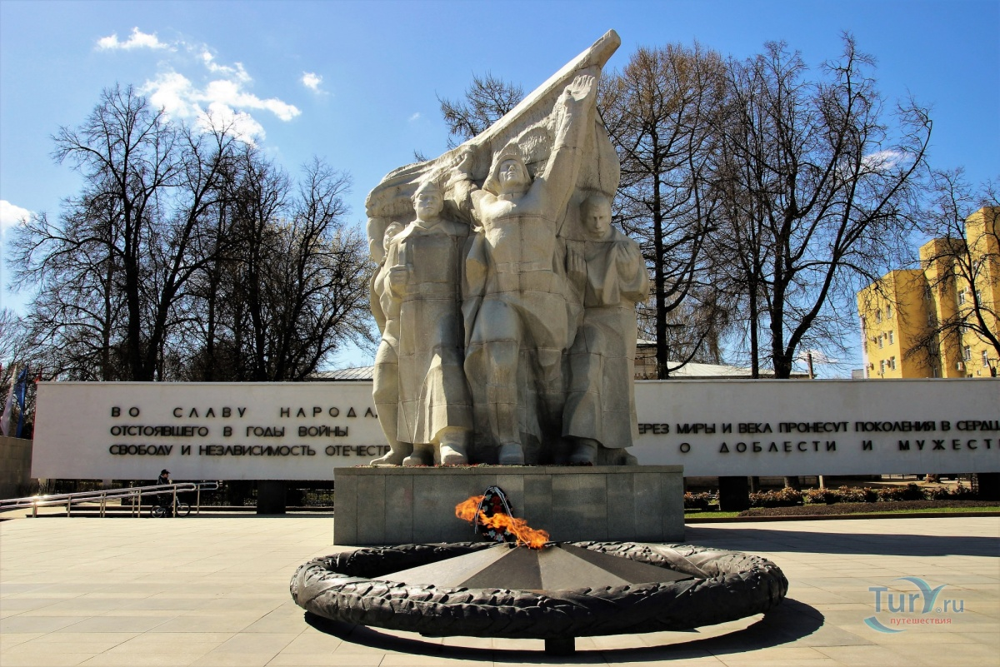 ВО СЛАВУ НАРОДА,
ОТСТОЯВШЕГО В ГОДЫ ВОЙНЫ
СВОБОДУ И НЕЗАВИСИМОСТЬ ОТЕЧЕСТВ
ЕРЕЗ МИРЫ И ВЕКА ПРОНЕСУТ ПОКОЛЕНИЯ В СЕРДЦ
О ДОБЛЕСТИ И МУЖЕСТ
Tury.ru
путешествия